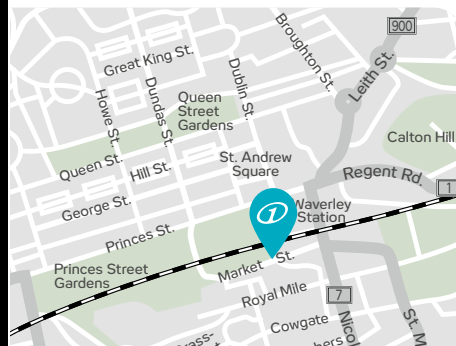 900
Great King St.
Broughton St.
Leith St.
Dublin St.
Howe St.
Dundas St.
Queen
Street
Gardens
Calton Hill
Queen St.
Hill St.
St. Andrew
Square
Regent Rd.
1
George St.
Waverley
Station
Princes St.
Princes Street
Gardens
Market St.
Royal Mile
7
Cowgate
St. M
Nicol